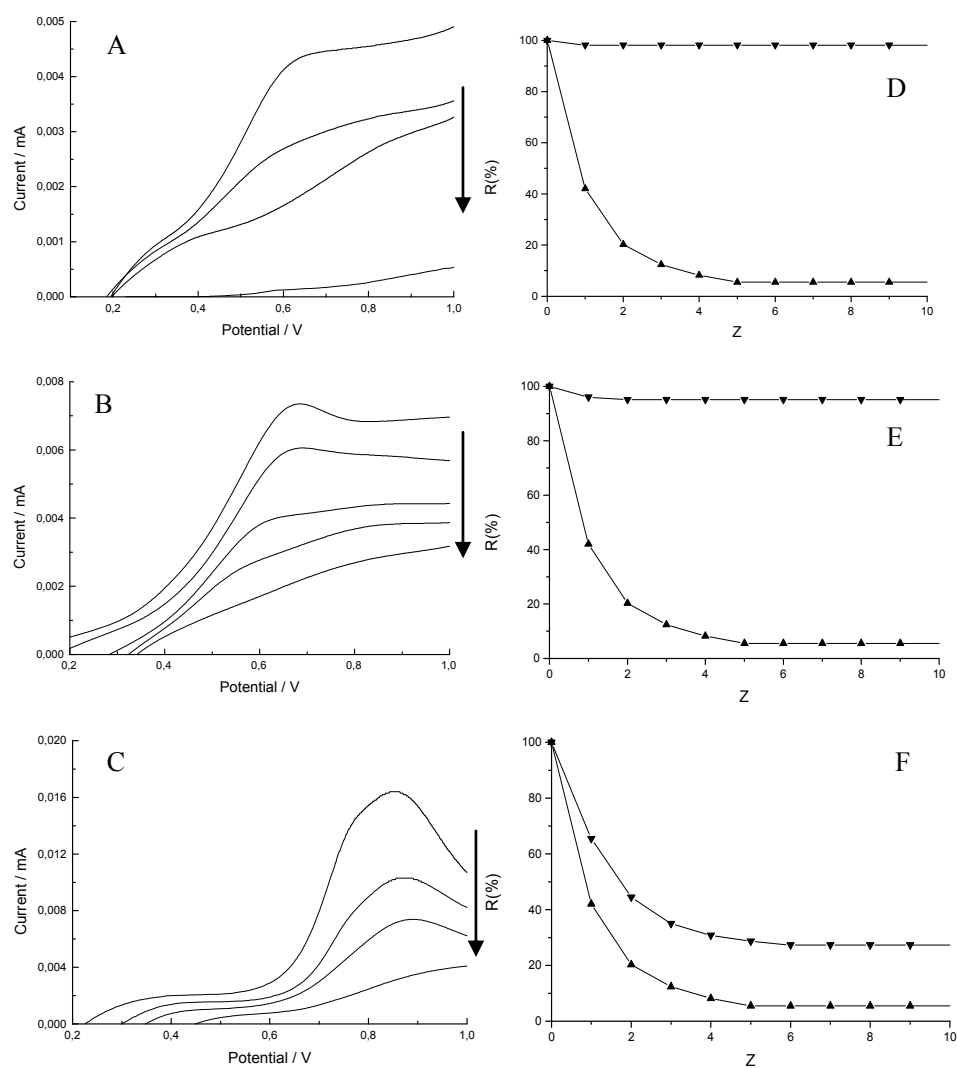 A
0,005
0,004
0,003
0,002
0,001
0,000
Current / mA
0,2 0,4 0,6 0,8 1,0
Potential / V
D
100
80
60
40
20
0
R(%)
0 2 4 6 8 10
Z
B
0,008
0,006
0,004
0,002
0,000
Current / mA
0,2 0,4 0,6 0,8 1,0
Potential / V
E
100
80
60
40
20
0
R(%)
0 2 4 6 8 10
Z
C
0,020
0,016
0,012
0,008
0,004
0,000
Current / mA
0,2 0,4 0,6 0,8 1,0
Potential / V
F
100
80
60
40
20
0
R(%)
0 2 4 6 8 10
Z